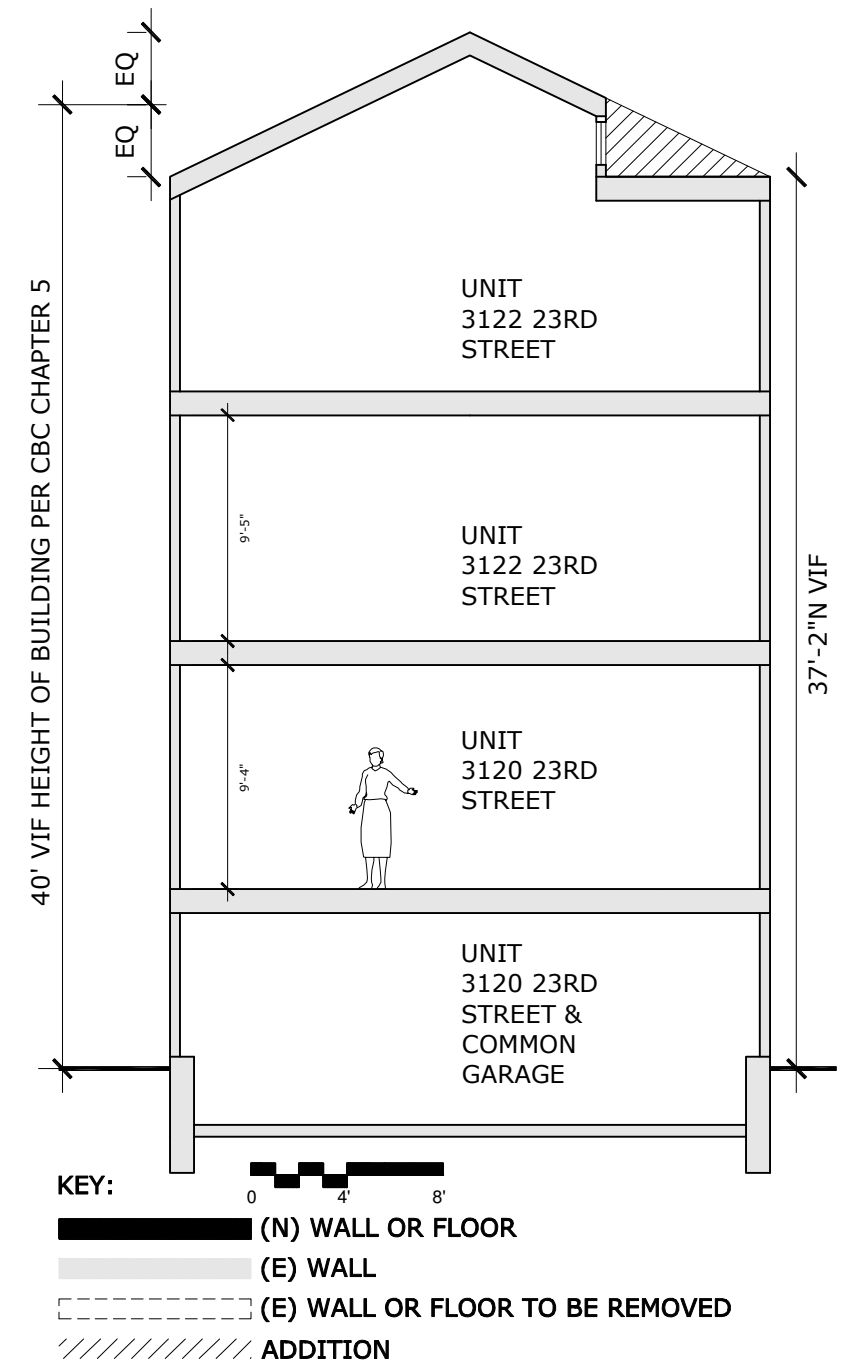 EQ
EQ
40' VIF HEIGHT OF BUILDING PER CBC CHAPTER 5
UNIT
3122 23RD
STREET
9'-5"
UNIT
3122 23RD
STREET
37'-2"N VIF
9'-4"
UNIT
3120 23RD
STREET
UNIT
3120 23RD
STREET &
COMMON
GARAGE
KEY:
0 4' 8'
(N) WALL OR FLOOR
(E) WALL
(E) WALL OR FLOOR TO BE REMOVED
ADDITION